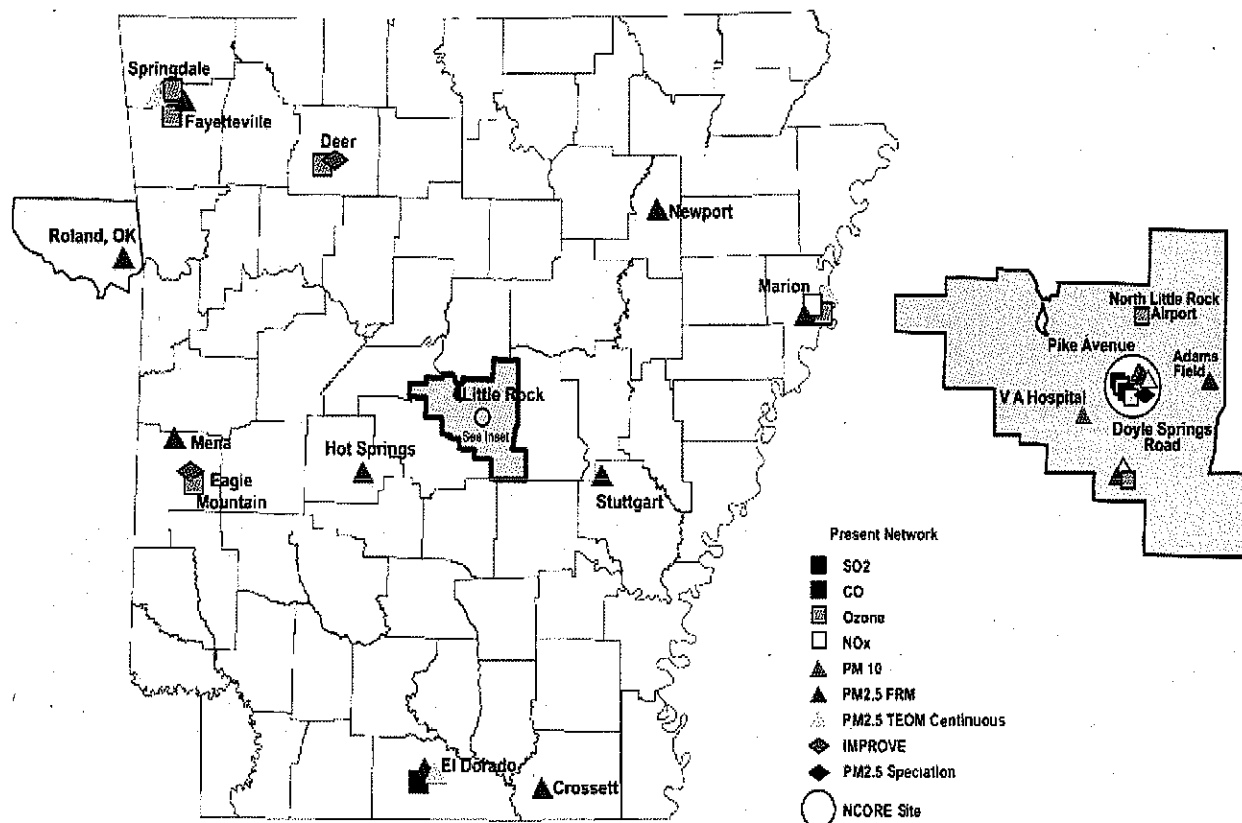 Springdale
Fayetteville
Deer
Newport
Roland, OK
Marion
Little Rock
See Inset
Mena
Hot Springs
Eagle
Mountain
Stuttgart
El Dorado
Crossett
North Little Rock
Airport
Pike Avenue
Adams
Field
V A Hospital
Doyle Springs
Road
Present Network
SO2
CO
Ozone
NOx
PM 10
PM2.5 FRM
PM2.5 TEOM Continuous
IMPROVE
PM2.5 Speciation
NCORE Site